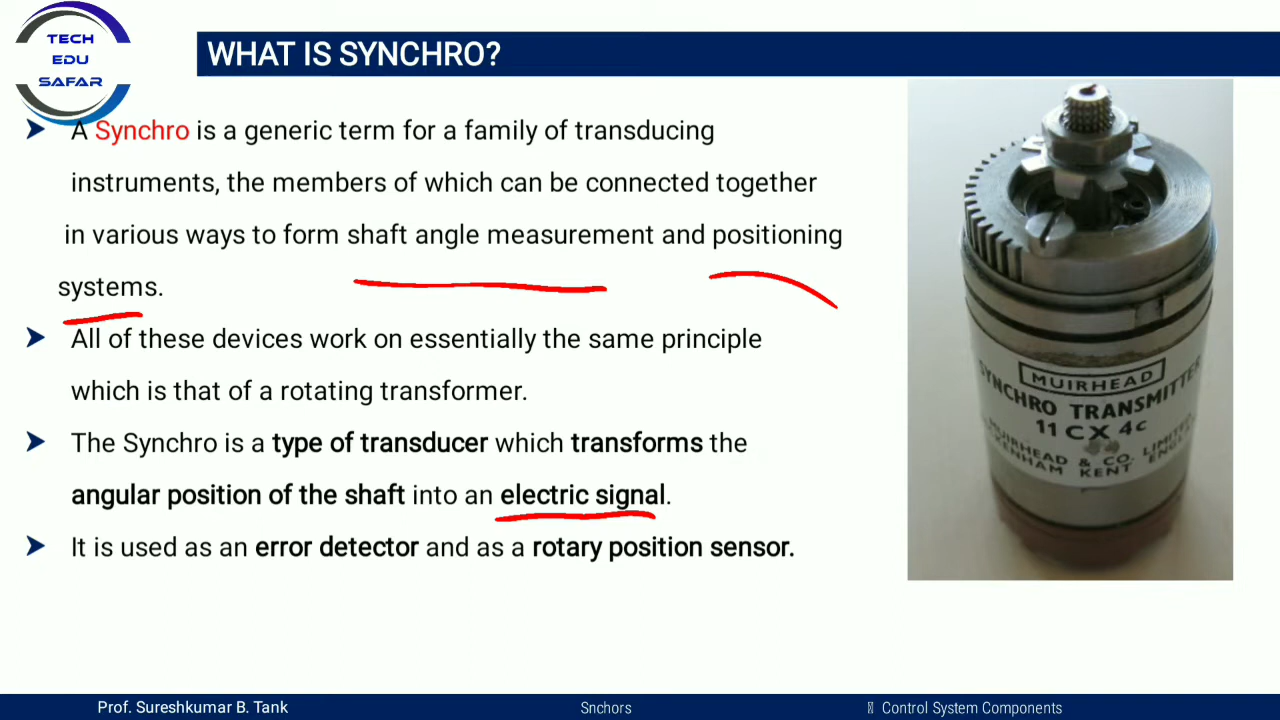 TECH
EDU
SAFAR
WHAT IS SYNCHRO?
A Synchro is a generic term for a family of transducing
instruments, the members of which can be connected together
in various ways to form shaft angle measurement and positioning
systems.
All of these devices work on essentially the same principle
which is that of a rotating transformer.
The Synchro is a type of transducer which transforms the
angular position of the shaft into an electric signal.
It is used as an error detector and as a rotary position sensor.
MUIRHEAD
SYNCHRO TRANSMITTER
11 CX 4c
MUIRHEAD & CO. LIMITED
KENHAM KENT ENGL
Prof. Sureshkumar B. Tank
Snchors
Control System Components